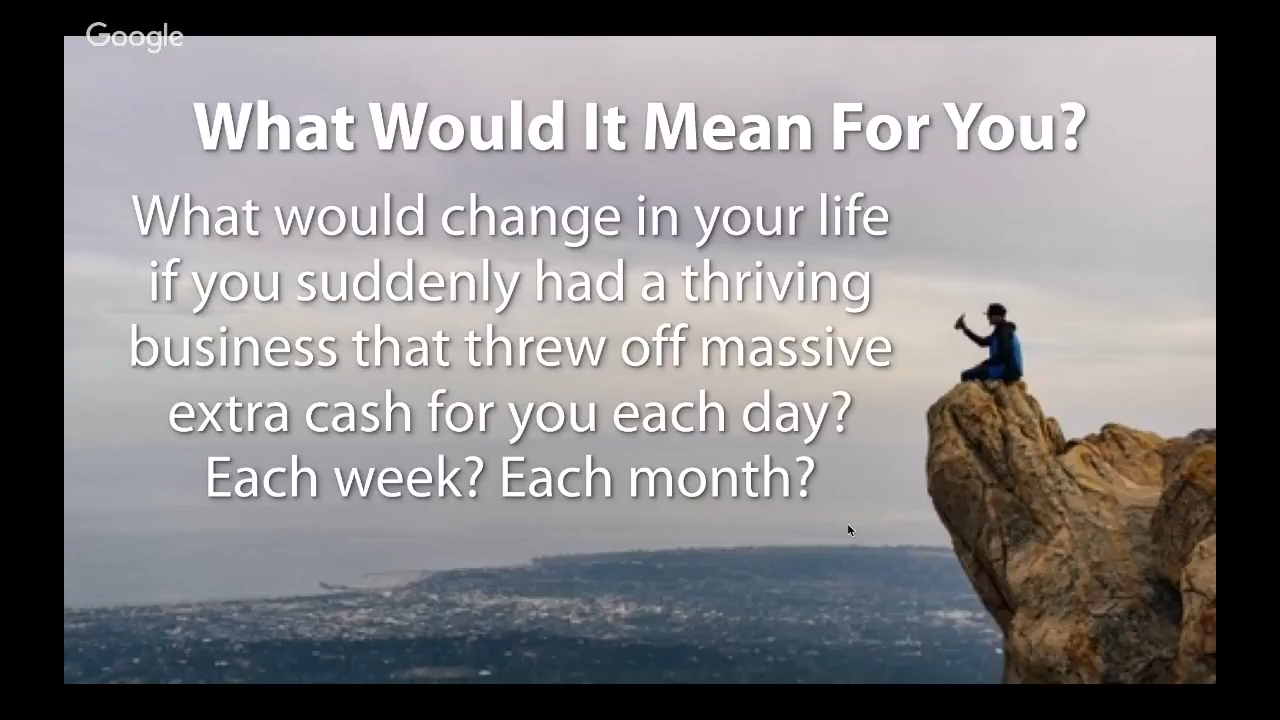 Google
What Would It Mean For You?
What would change in your life
if you suddenly had a thriving
business that threw off massive
extra cash for you each day?
Each week? Each month?